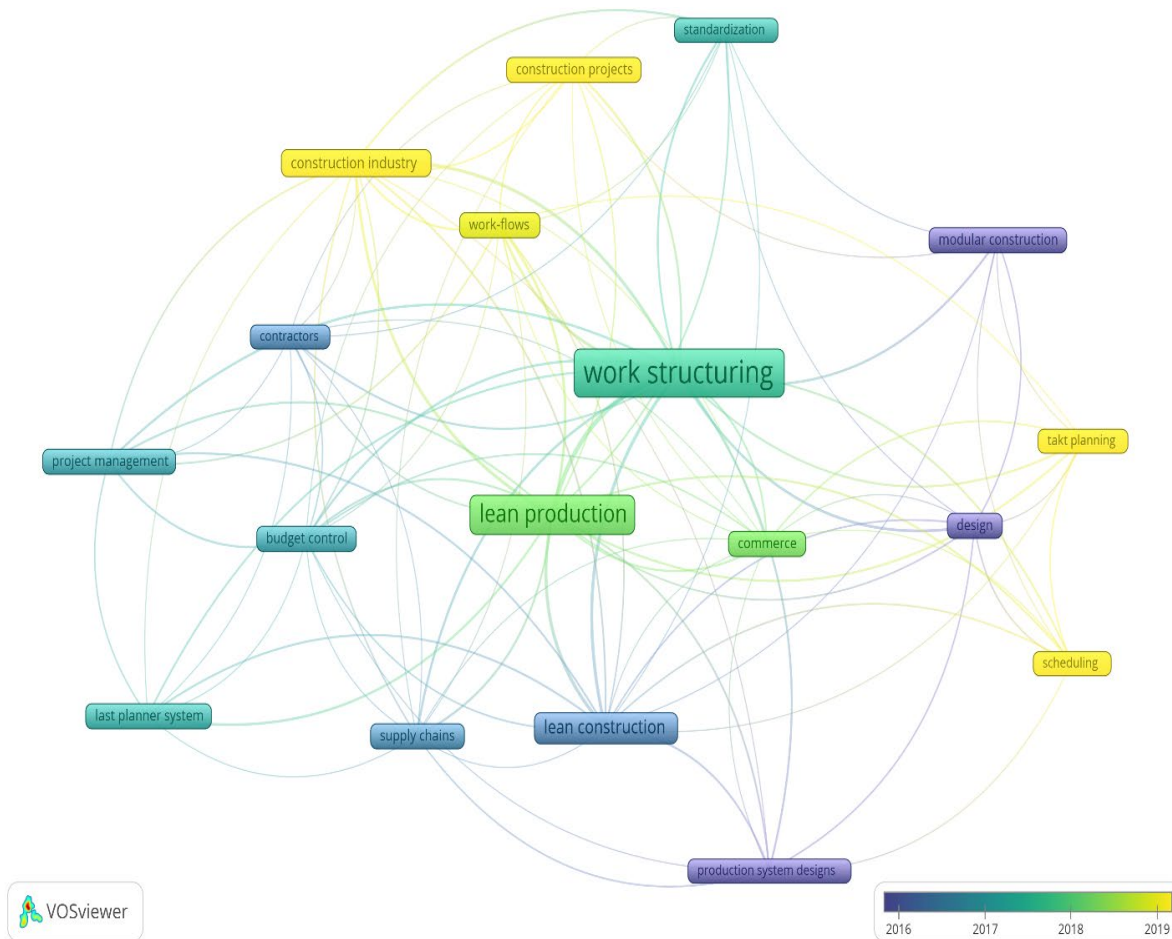 standardization
construction projects
construction industry
work-flows
modular construction
contractors
work structuring
takt planning
project management
lean production
design
budget control
commerce
scheduling
last planner system
supply chains
lean construction
production system designs
VOSviewer
2016 2017 2018 2019